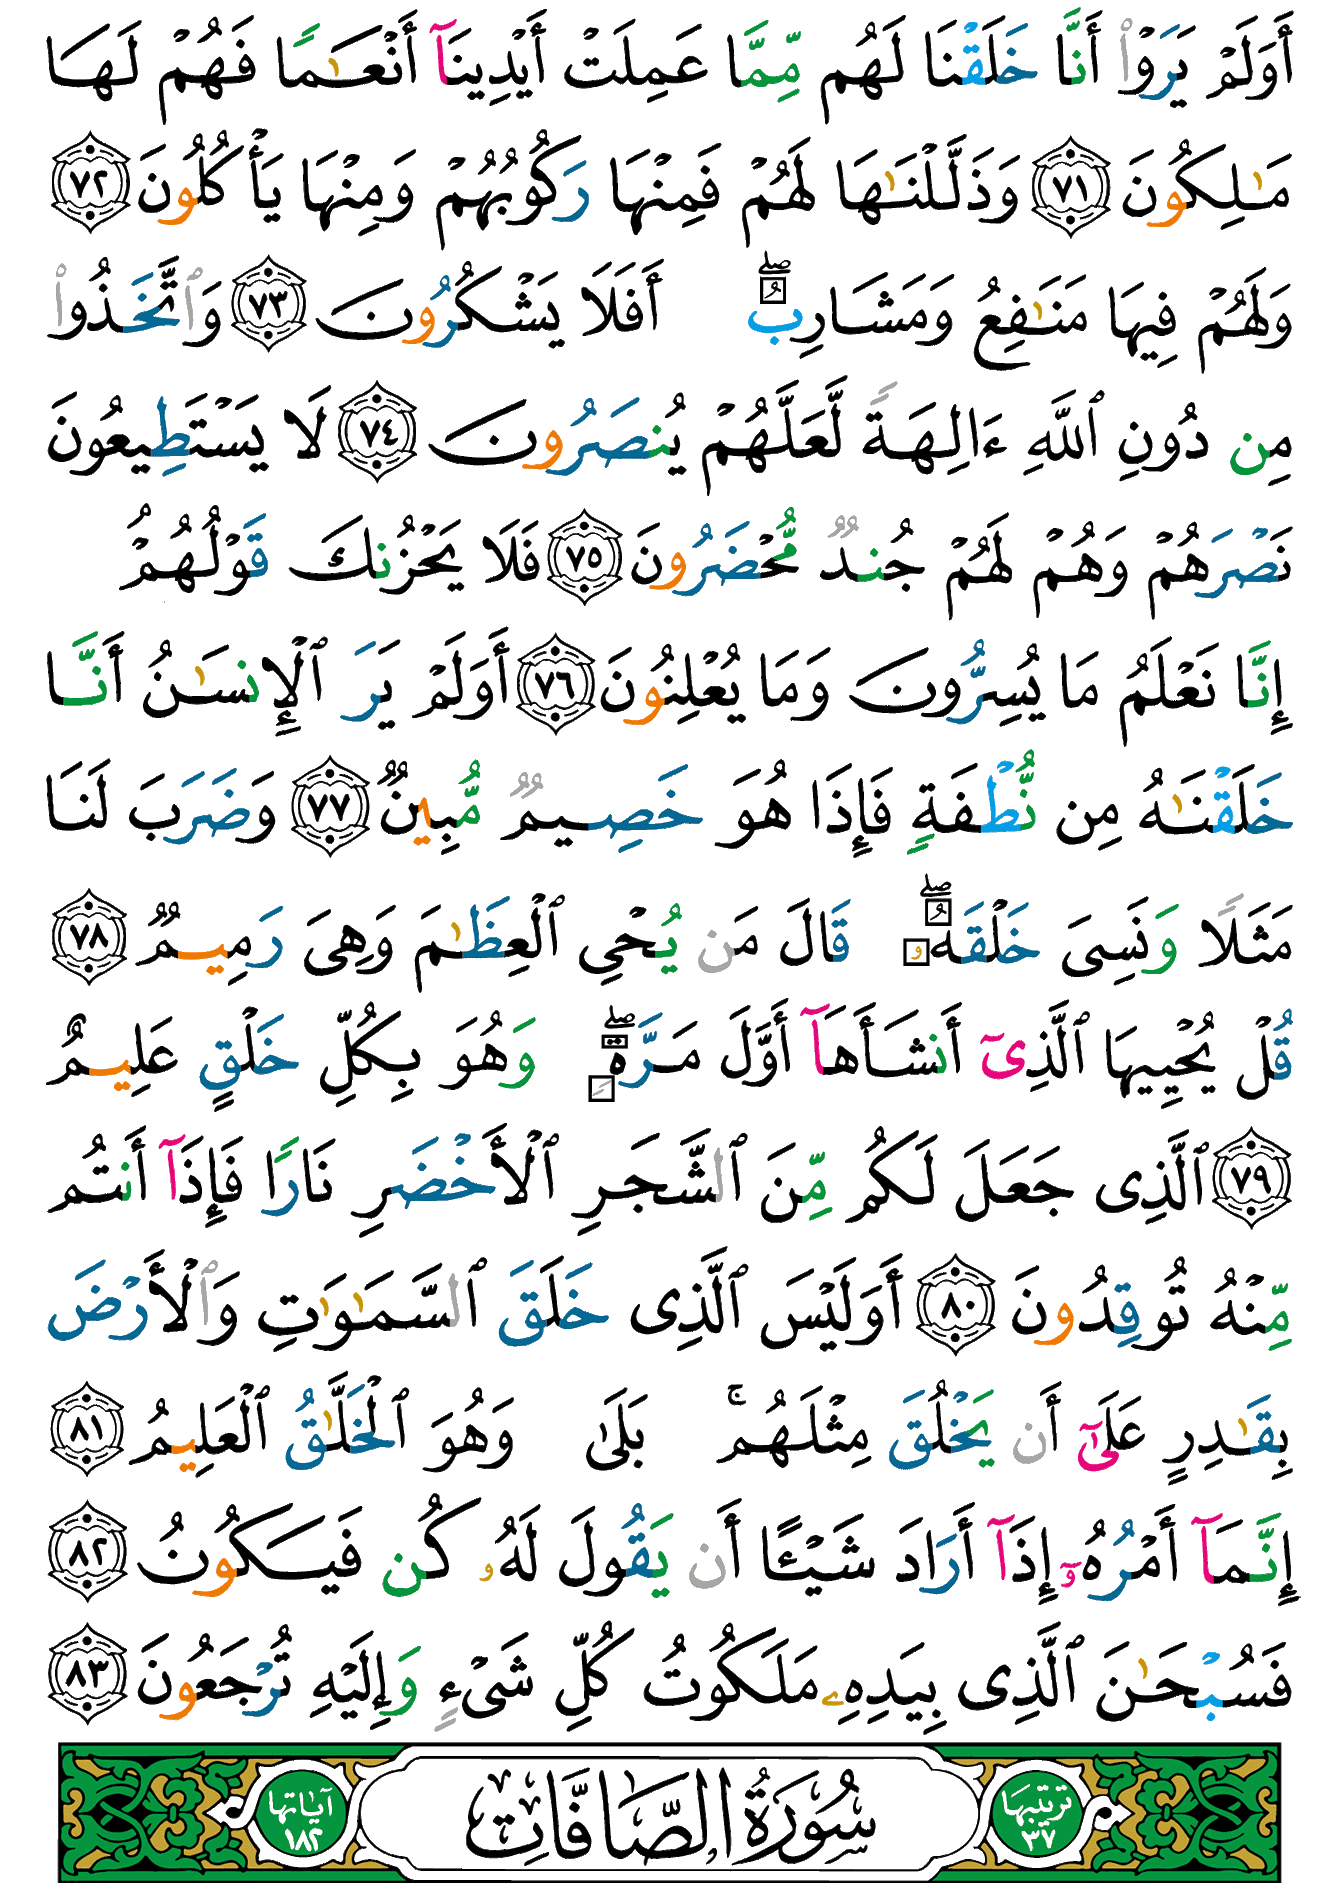 أَوَلَمْ يَرَوْا۟ أَنَّا خَلَقْنَا لَهُم مِّمَّا عَمِلَتْ أَيْدِينَآ أَنْعَـٰمًا فَهُمْ لَهَا
مَـٰلِكُونَ ٧١ وَذَلَّلْنَـٰهَا لَهُمْ فَمِنْهَا رَكُوبُهُمْ وَمِنْهَا يَأْكُلُونَ ٧٢
وَلَهُمْ فِيهَا مَنَـٰفِعُ وَمَشَارِبُ ۖ أَفَلَا يَشْكُرُونَ ٧٣ وَٱتَّخَذُوا۟
مِن دُونِ ٱللَّهِ ءَالِهَةً لَّعَلَّهُمْ يُنصَرُونَ ٧٤ لَا يَسْتَطِيعُونَ
نَصْرَهُمْ وَهُمْ لَهُمْ جُندٌ مُّحْضَرُونَ ٧٥ فَلَا يَحْزُنكَ قَوْلُهُمْ
إِنَّا نَعْلَمُ مَا يُسِرُّونَ وَمَا يُعْلِنُونَ ٧٦ أَوَلَمْ يَرَ ٱلْإِنسَـٰنُ أَنَّا
خَلَقْنَـٰهُ مِن نُّطْفَةٍ فَإِذَا هُوَ خَصِيمٌ مُّبِينٌ ٧٧ وَضَرَبَ لَنَا
مَثَلًا وَنَسِىَ خَلْقَهُۥ ۖ قَالَ مَن يُحْىِ ٱلْعِظَـٰمَ وَهِىَ رَمِيمٌ ٧٨
قُلْ يُحْيِيهَا ٱلَّذِىٓ أَنشَأَهَآ أَوَّلَ مَرَّةٍ ۖ وَهُوَ بِكُلِّ خَلْقٍ عَلِيمٌ
٧٩ ٱلَّذِى جَعَلَ لَكُم مِّنَ ٱلشَّجَرِ ٱلْأَخْضَرِ نَارًا فَإِذَآ أَنتُم
مِّنْهُ تُوقِدُونَ ٨٠ أَوَلَيْسَ ٱلَّذِى خَلَقَ ٱلسَّمَـٰوَٰتِ وَٱلْأَرْضَ
بِقَـٰدِرٍ عَلَىٰٓ أَن يَخْلُقَ مِثْلَهُم ۚ بَلَىٰ وَهُوَ ٱلْخَلَّـٰقُ ٱلْعَلِيمُ ٨١
إِنَّمَآ أَمْرُهُۥٓ إِذَآ أَرَادَ شَيْـًٔا أَن يَقُولَ لَهُۥ كُن فَيَكُونُ ٨٢
فَسُبْحَـٰنَ ٱلَّذِى بِيَدِهِۦ مَلَكُوتُ كُلِّ شَىْءٍ وَإِلَيْهِ تُرْجَعُونَ ٨٣
ترتيبها ٣٧ سُورَةُ الصَّافَّاتِ آياتها ١٨٢